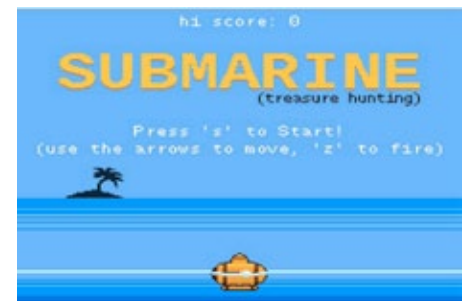 hi score: 0
SUBMARINE
(treasure hunting)
Press 's' to Start!
(use the arrows to move, 'z' to fire)